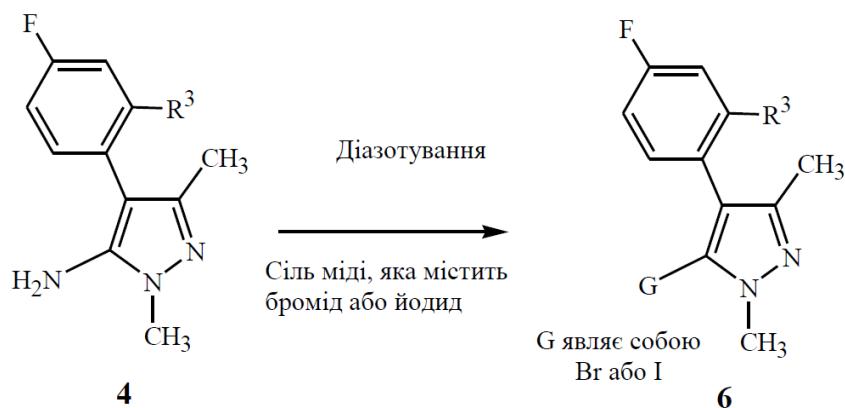 F
R3
CH3
N
N
H2N
CH3
4
Діазотування
Сіль міді, яка містить
бромід або йодид
F
R3
CH3
N
N
G
CH3
G являє собою
Br або I
6